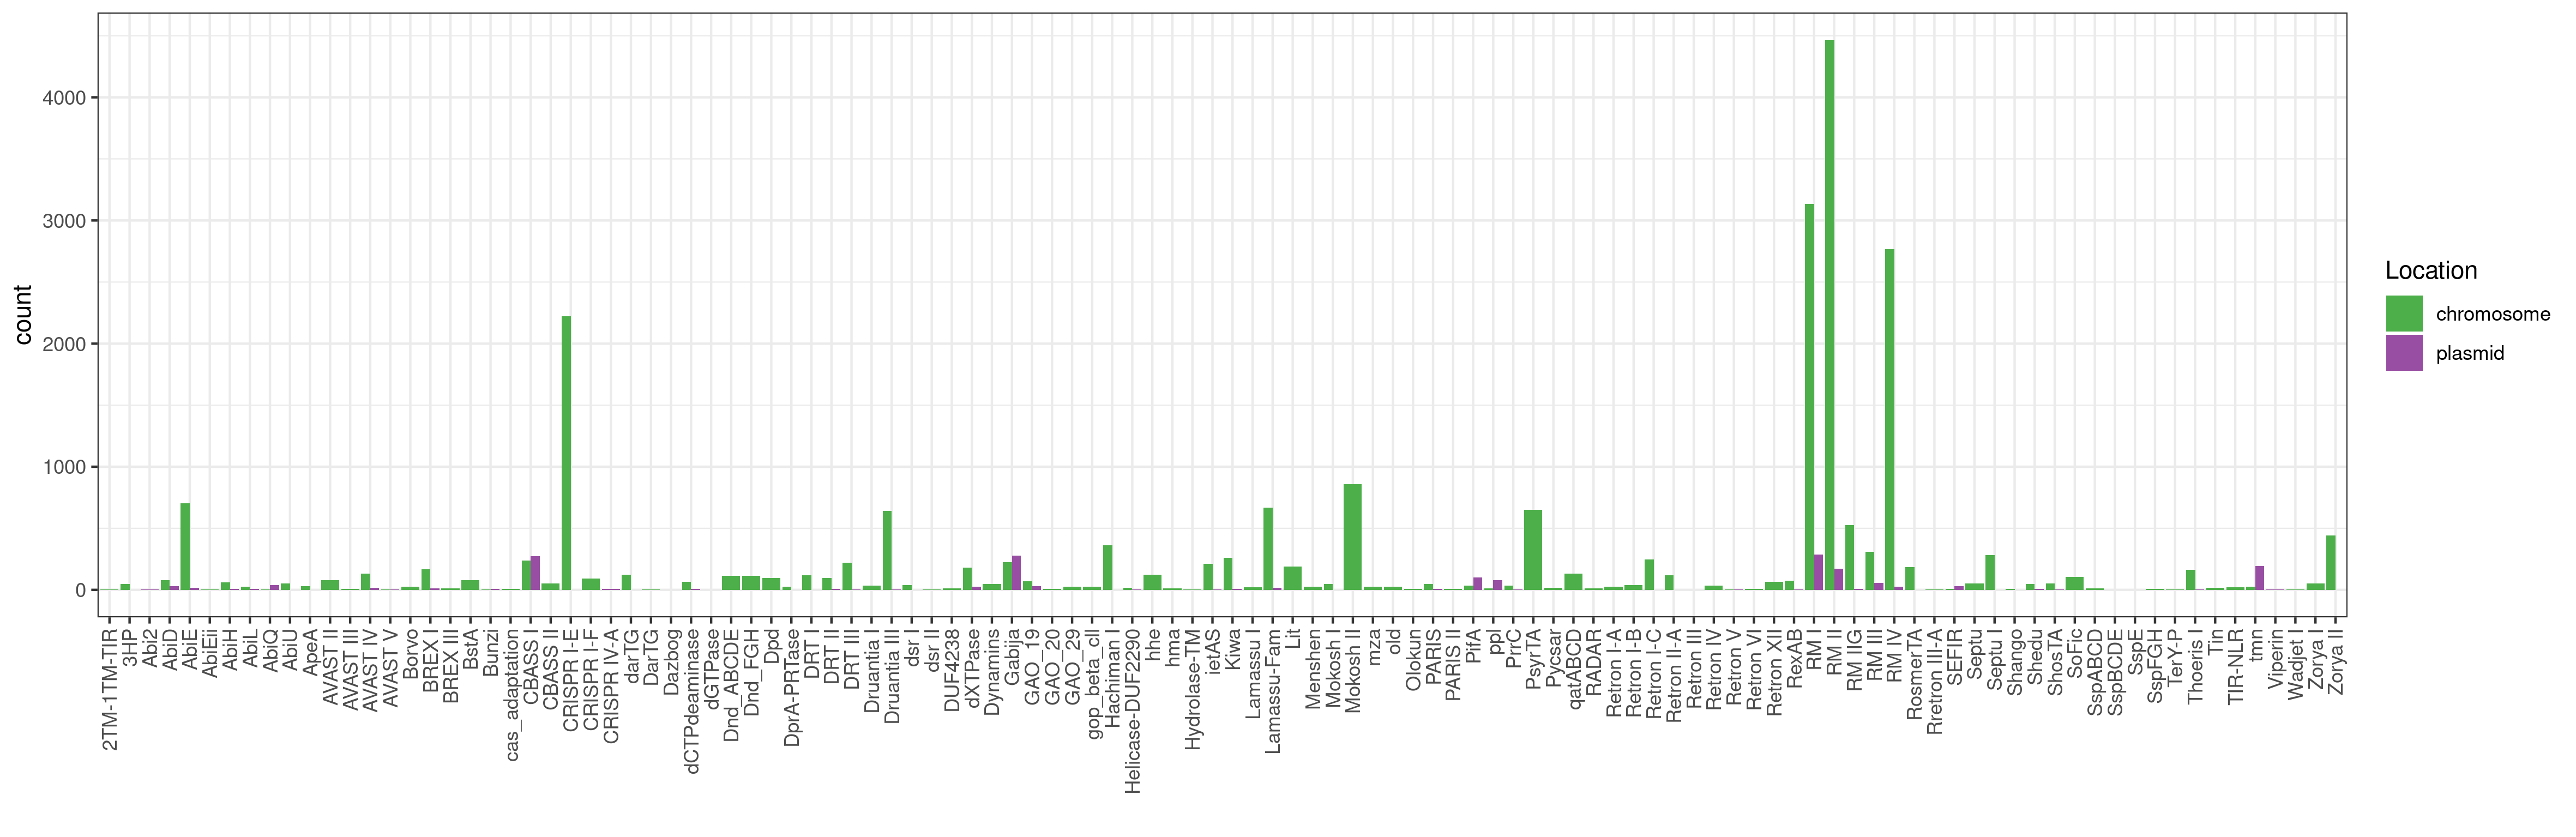 count
4000
3000
2000
1000
0
2TM-1TM-TIR
3HP
Abi2
AbiD
AbiE
AbiEii
AbiH
AbiL
AbiQ
AbiU
ApeA
AVAST II
AVAST III
AVAST IV
AVAST V
Borvo
BREX I
BREX III
BstA
Bunzi
cas_adaptation
CBASS I
CBASS II
CRISPR I-E
CRISPR I-F
CRISPR IV-A
darTG
DarTG
Dazbog
dCTPdeaminase
dGTPase
Dnd_ABCDE
Dnd_FGH
Dpd
DprA-PRTase
DRT I
DRT II
DRT III
Druantia I
Druantia III
dsr I
dsr II
DUF4238
dXTPase
Dynamins
Gabija
GAO_19
GAO_20
GAO_29
gop_beta_cll
Hachiman I
Helicase-DUF2290
hhe
hma
Hydrolase-TM
ietAS
Kiwa
Lamassu I
Lamassu-Fam
Lit
Menshen
Mokosh I
Mokosh II
mza
old
Olokun
PARIS
PARIS II
PifA
ppl
PrrC
PsyrTA
Pycsar
qatABCD
RADAR
Retron I-A
Retron I-B
Retron I-C
Retron II-A
Retron III
Retron IV
Retron V
Retron VI
Retron XII
RexAB
RM I
RM II
RM IIG
RM III
RM IV
RosmerTA
Rretron III-A
SEFIR
Septu
Septu I
Shango
Shedu
ShosTA
SoFic
SspABCD
SspBCDE
SspE
SspFGH
TerY-P
Thoeris I
Tin
TIR-NLR
tmn
Viperin
Wadjet I
Zorya I
Zorya II
Location
chromosome
plasmid